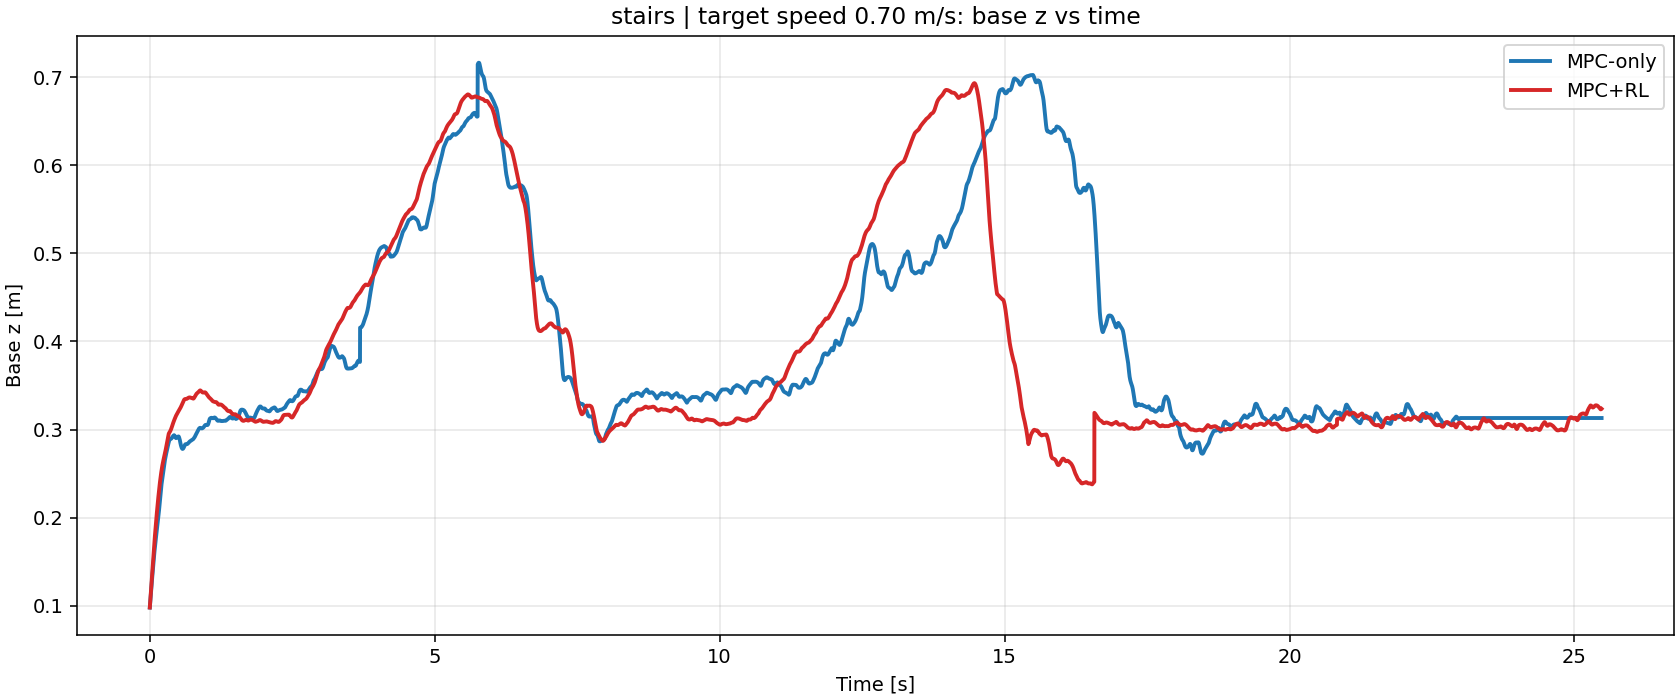 stairs | target speed 0.70 m/s: base z vs time
MPC-only
MPC+RL
Base z [m]
0.7
0.6
0.5
0.4
0.3
0.2
0.1
0
5
10
15
20
25
Time [s]